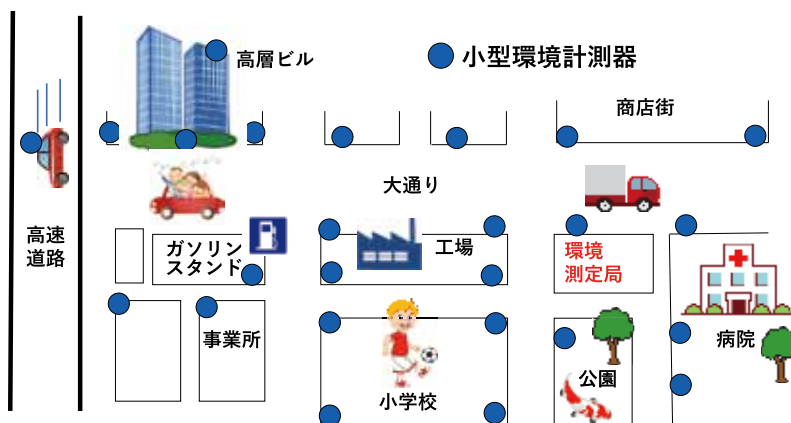 高層ビル
小型環境計測器
商店街
大通り
高速
道路
ガソリン
スタンド
工場
環境
測定局
事業所
病院
小学校
公園